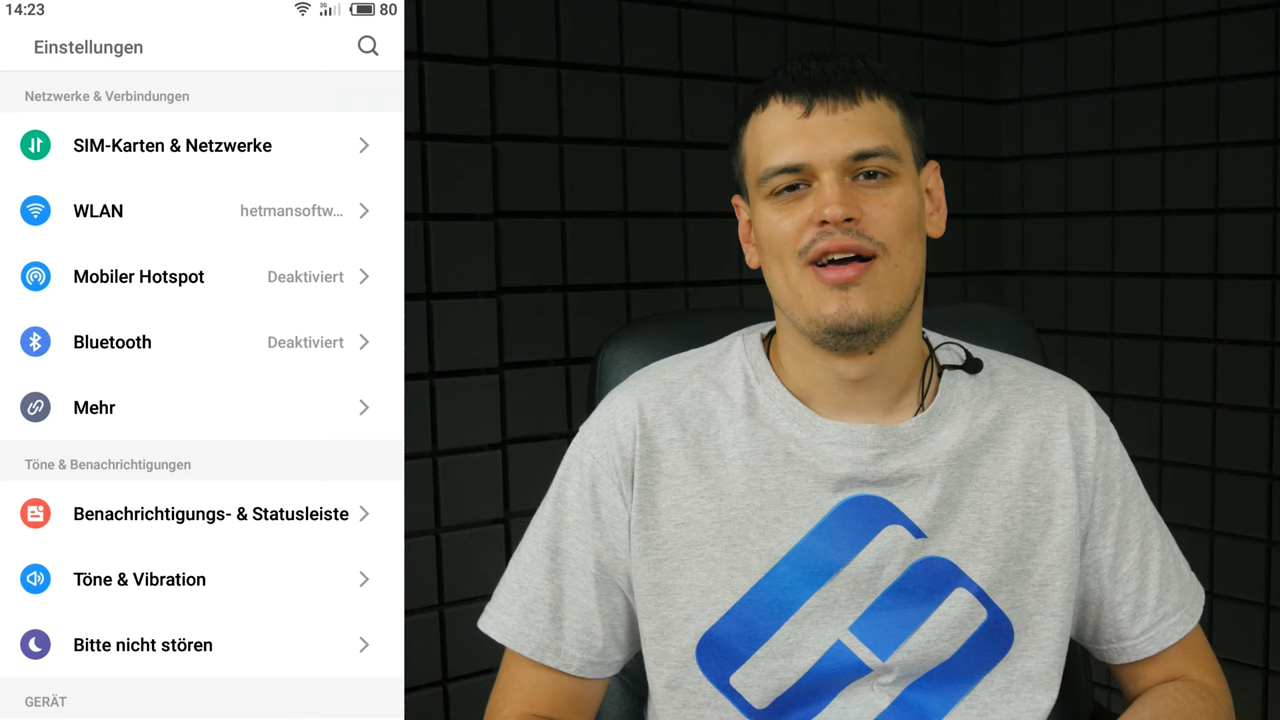 14:23
3G
80
Einstellungen
Netzwerke & Verbindungen
SIM-Karten & Netzwerke
WLAN hetmansoftw...
Mobiler Hotspot Deaktiviert
Bluetooth Deaktiviert
Mehr
Töne & Benachrichtigungen
Benachrichtigungs- & Statusleiste
Töne & Vibration
Bitte nicht stören
GERÄT